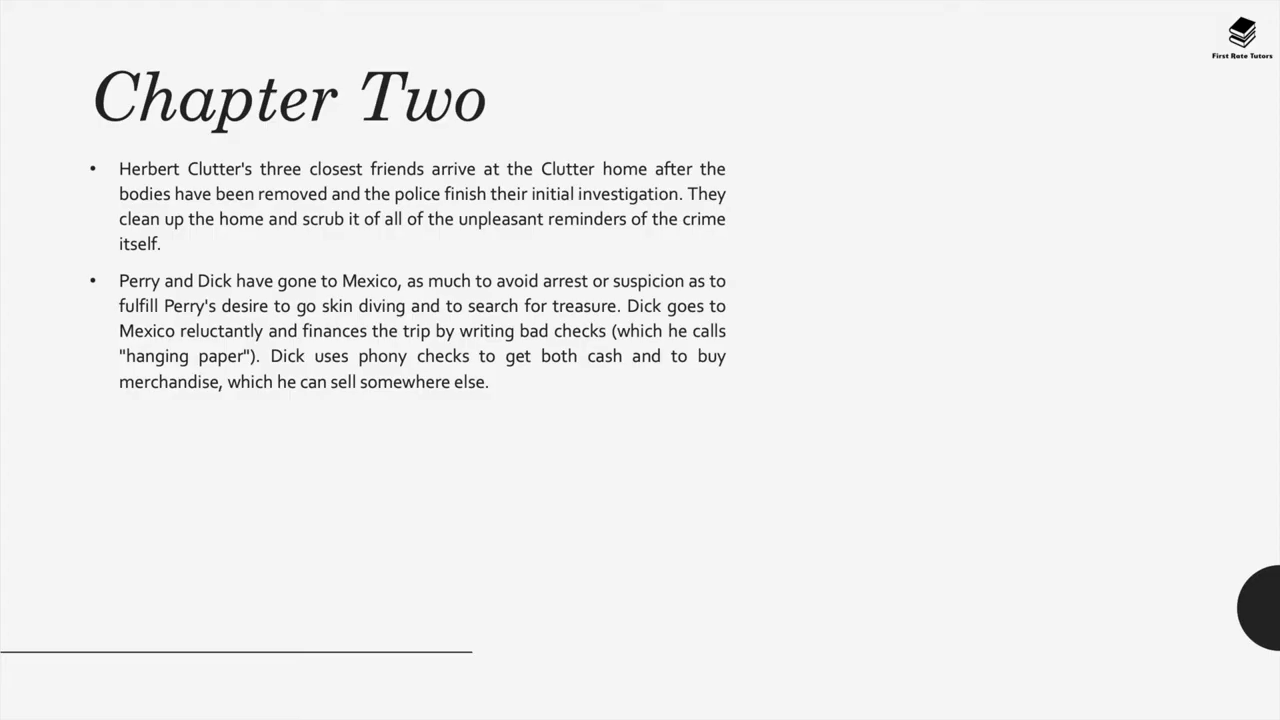 First Rate Tutors
Chapter Two
• Herbert Clutter's three closest friends arrive at the Clutter home after the
bodies have been removed and the police finish their initial investigation. They
clean up the home and scrub it of all of the unpleasant reminders of the crime
itself.
• Perry and Dick have gone to Mexico, as much to avoid arrest or suspicion as to
fulfill Perry's desire to go skin diving and to search for treasure. Dick goes to
Mexico reluctantly and finances the trip by writing bad checks (which he calls
"hanging paper"). Dick uses phony checks to get both cash and to buy
merchandise, which he can sell somewhere else.